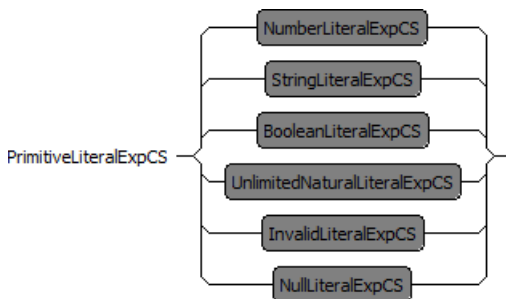 NumberLiteralExpCS
StringLiteralExpCS
BooleanLiteralExpCS
PrimitiveLiteralExpCS
UnlimitedNaturalLiteralExpCS
InvalidLiteralExpCS
NullLiteralExpCS